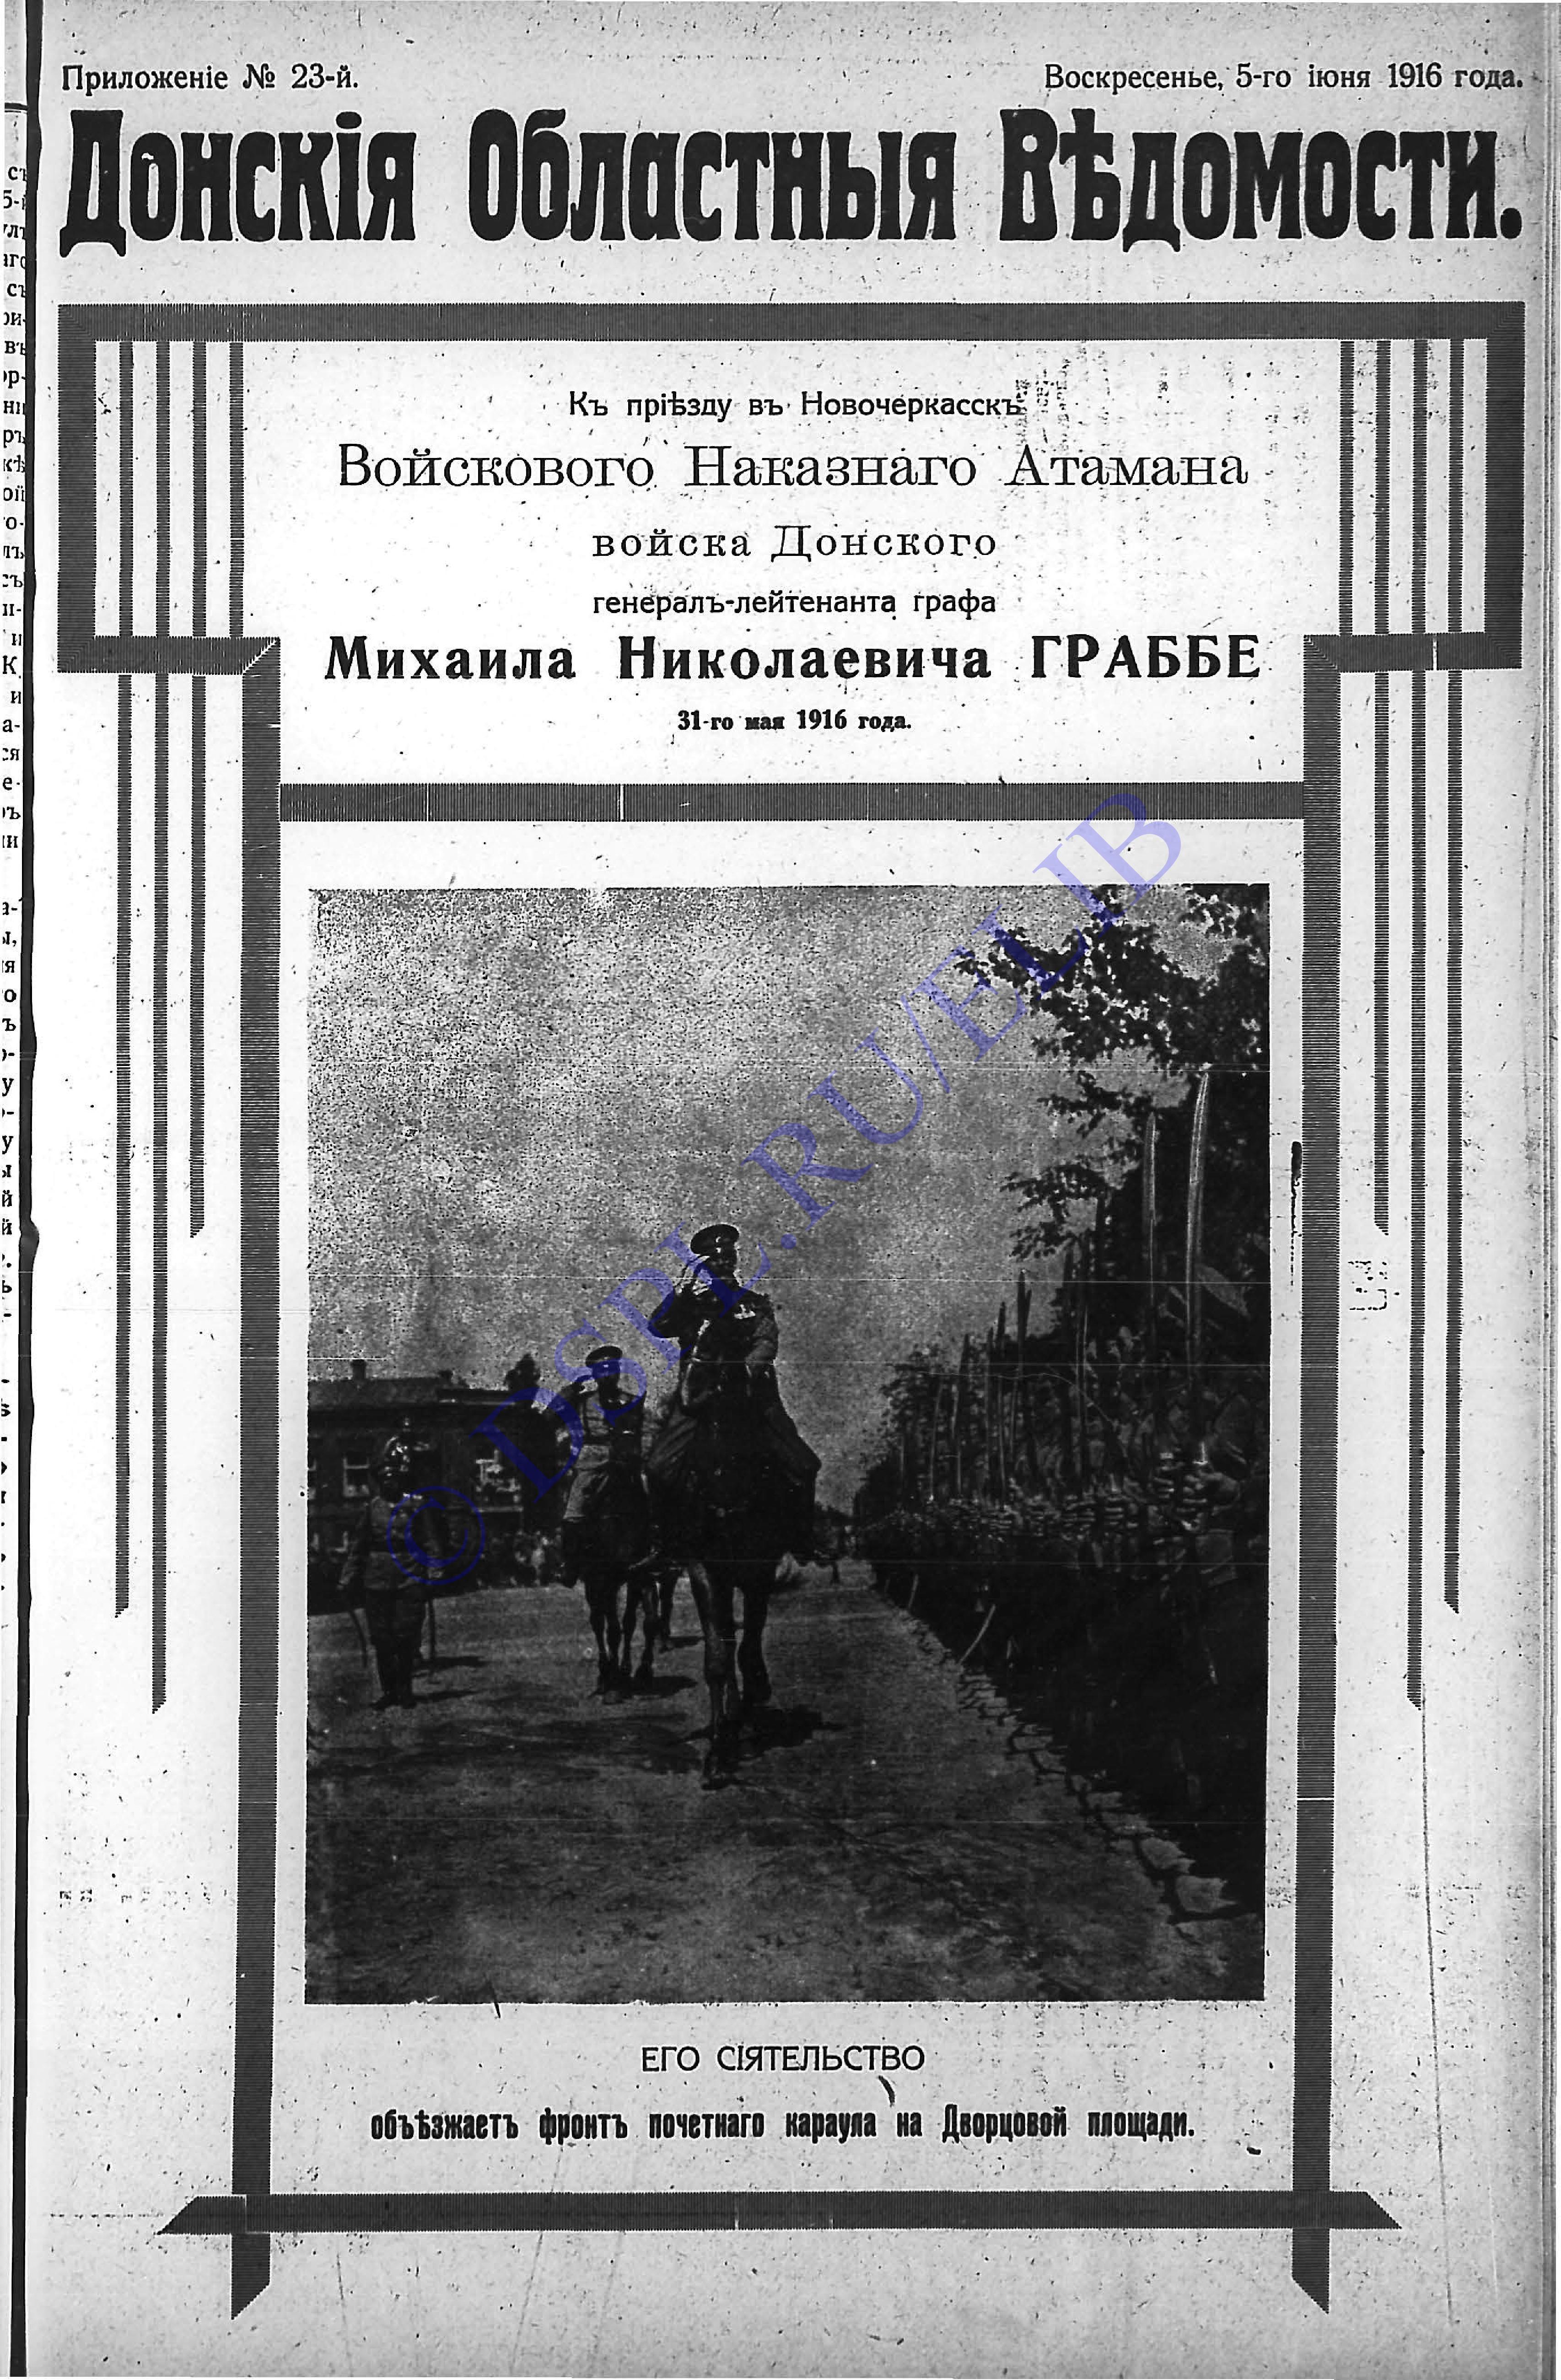 Приложеніе № 23-й.
Воскресенье, 5-го іюня 1916 года.
Донскія Областныя Вѣдомости.
Къ пріѣзду въ Новочеркасскъ
Войскового Наказнаго Атамана
войска Донского
генералъ-лейтенанта графа
Михаила Николаевича ГРАББЕ
31-го мая 1916 года.
© DSPL.RU/ELIB
ЕГО СІЯТЕЛЬСТВО
объѣзжаетъ фронтъ почетнаго караула на Дворцовой площади.